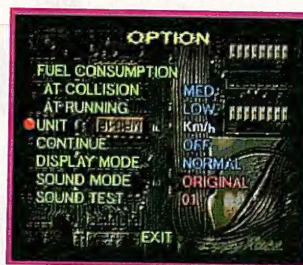 OPTION
FUEL CONSUMPTION
AT COLLISION MED.
AT RUNNING LOW
UNIT Km/h
CONTINUE OFF
DISPLAY MODE NORMAL
SOUND MODE ORIGINAL
SOUND TEST 01
EXIT